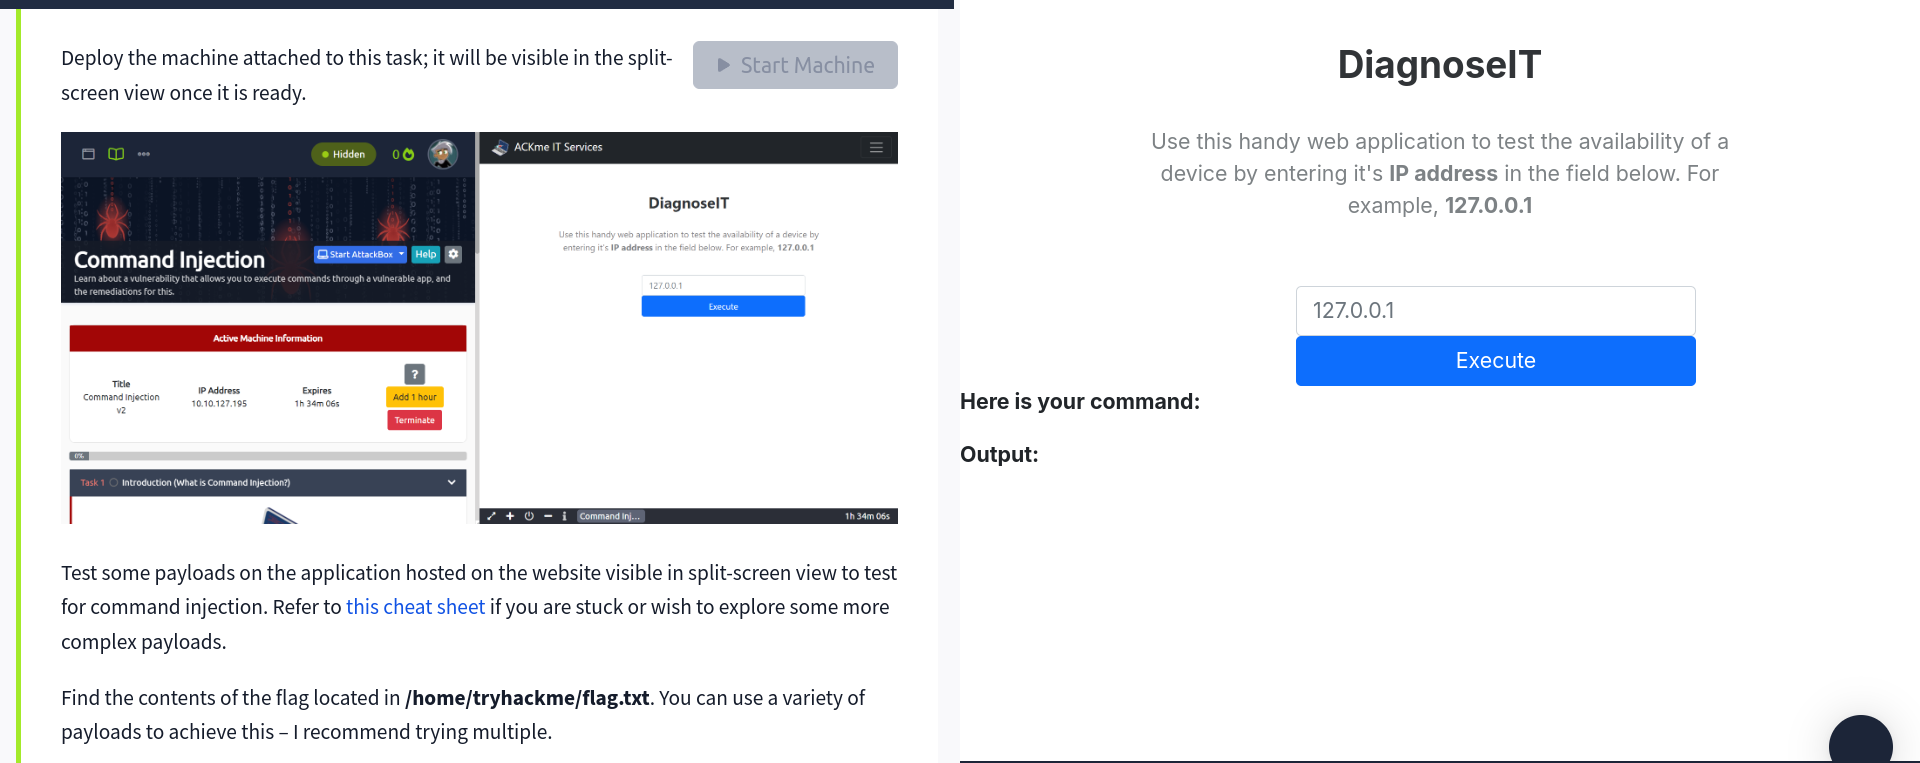 Deploy the machine attached to this task; it will be visible in the split-
screen view once it is ready.
Start Machine
Hidden
0
Command Injection
Start AttackBox
Help
Learn about a vulnerability that allows you to execute commands through a vulnerable app, and
the remediations for this.
Active Machine Information
Title
Command Injection
v2
IP Address
10.10.127.195
Expires
1h 34m 06s
?
Add 1 hour
Terminate
0%
Task 1
Introduction (What is Command Injection?)
ACKme IT Services
DiagnoseIT
Use this handy web application to test the availability of a device by
entering it's IP address in the field below. For example, 127.0.0.1
127.0.0.1
Execute
Command Inj...
1h 34m 06s
Test some payloads on the application hosted on the website visible in split-screen view to test
for command injection. Refer to this cheat sheet if you are stuck or wish to explore some more
complex payloads.
Find the contents of the flag located in /home/tryhackme/flag.txt. You can use a variety of
payloads to achieve this – I recommend trying multiple.
DiagnoseIT
Use this handy web application to test the availability of a
device by entering it's IP address in the field below. For
example, 127.0.0.1
127.0.0.1
Execute
Here is your command:
Output: